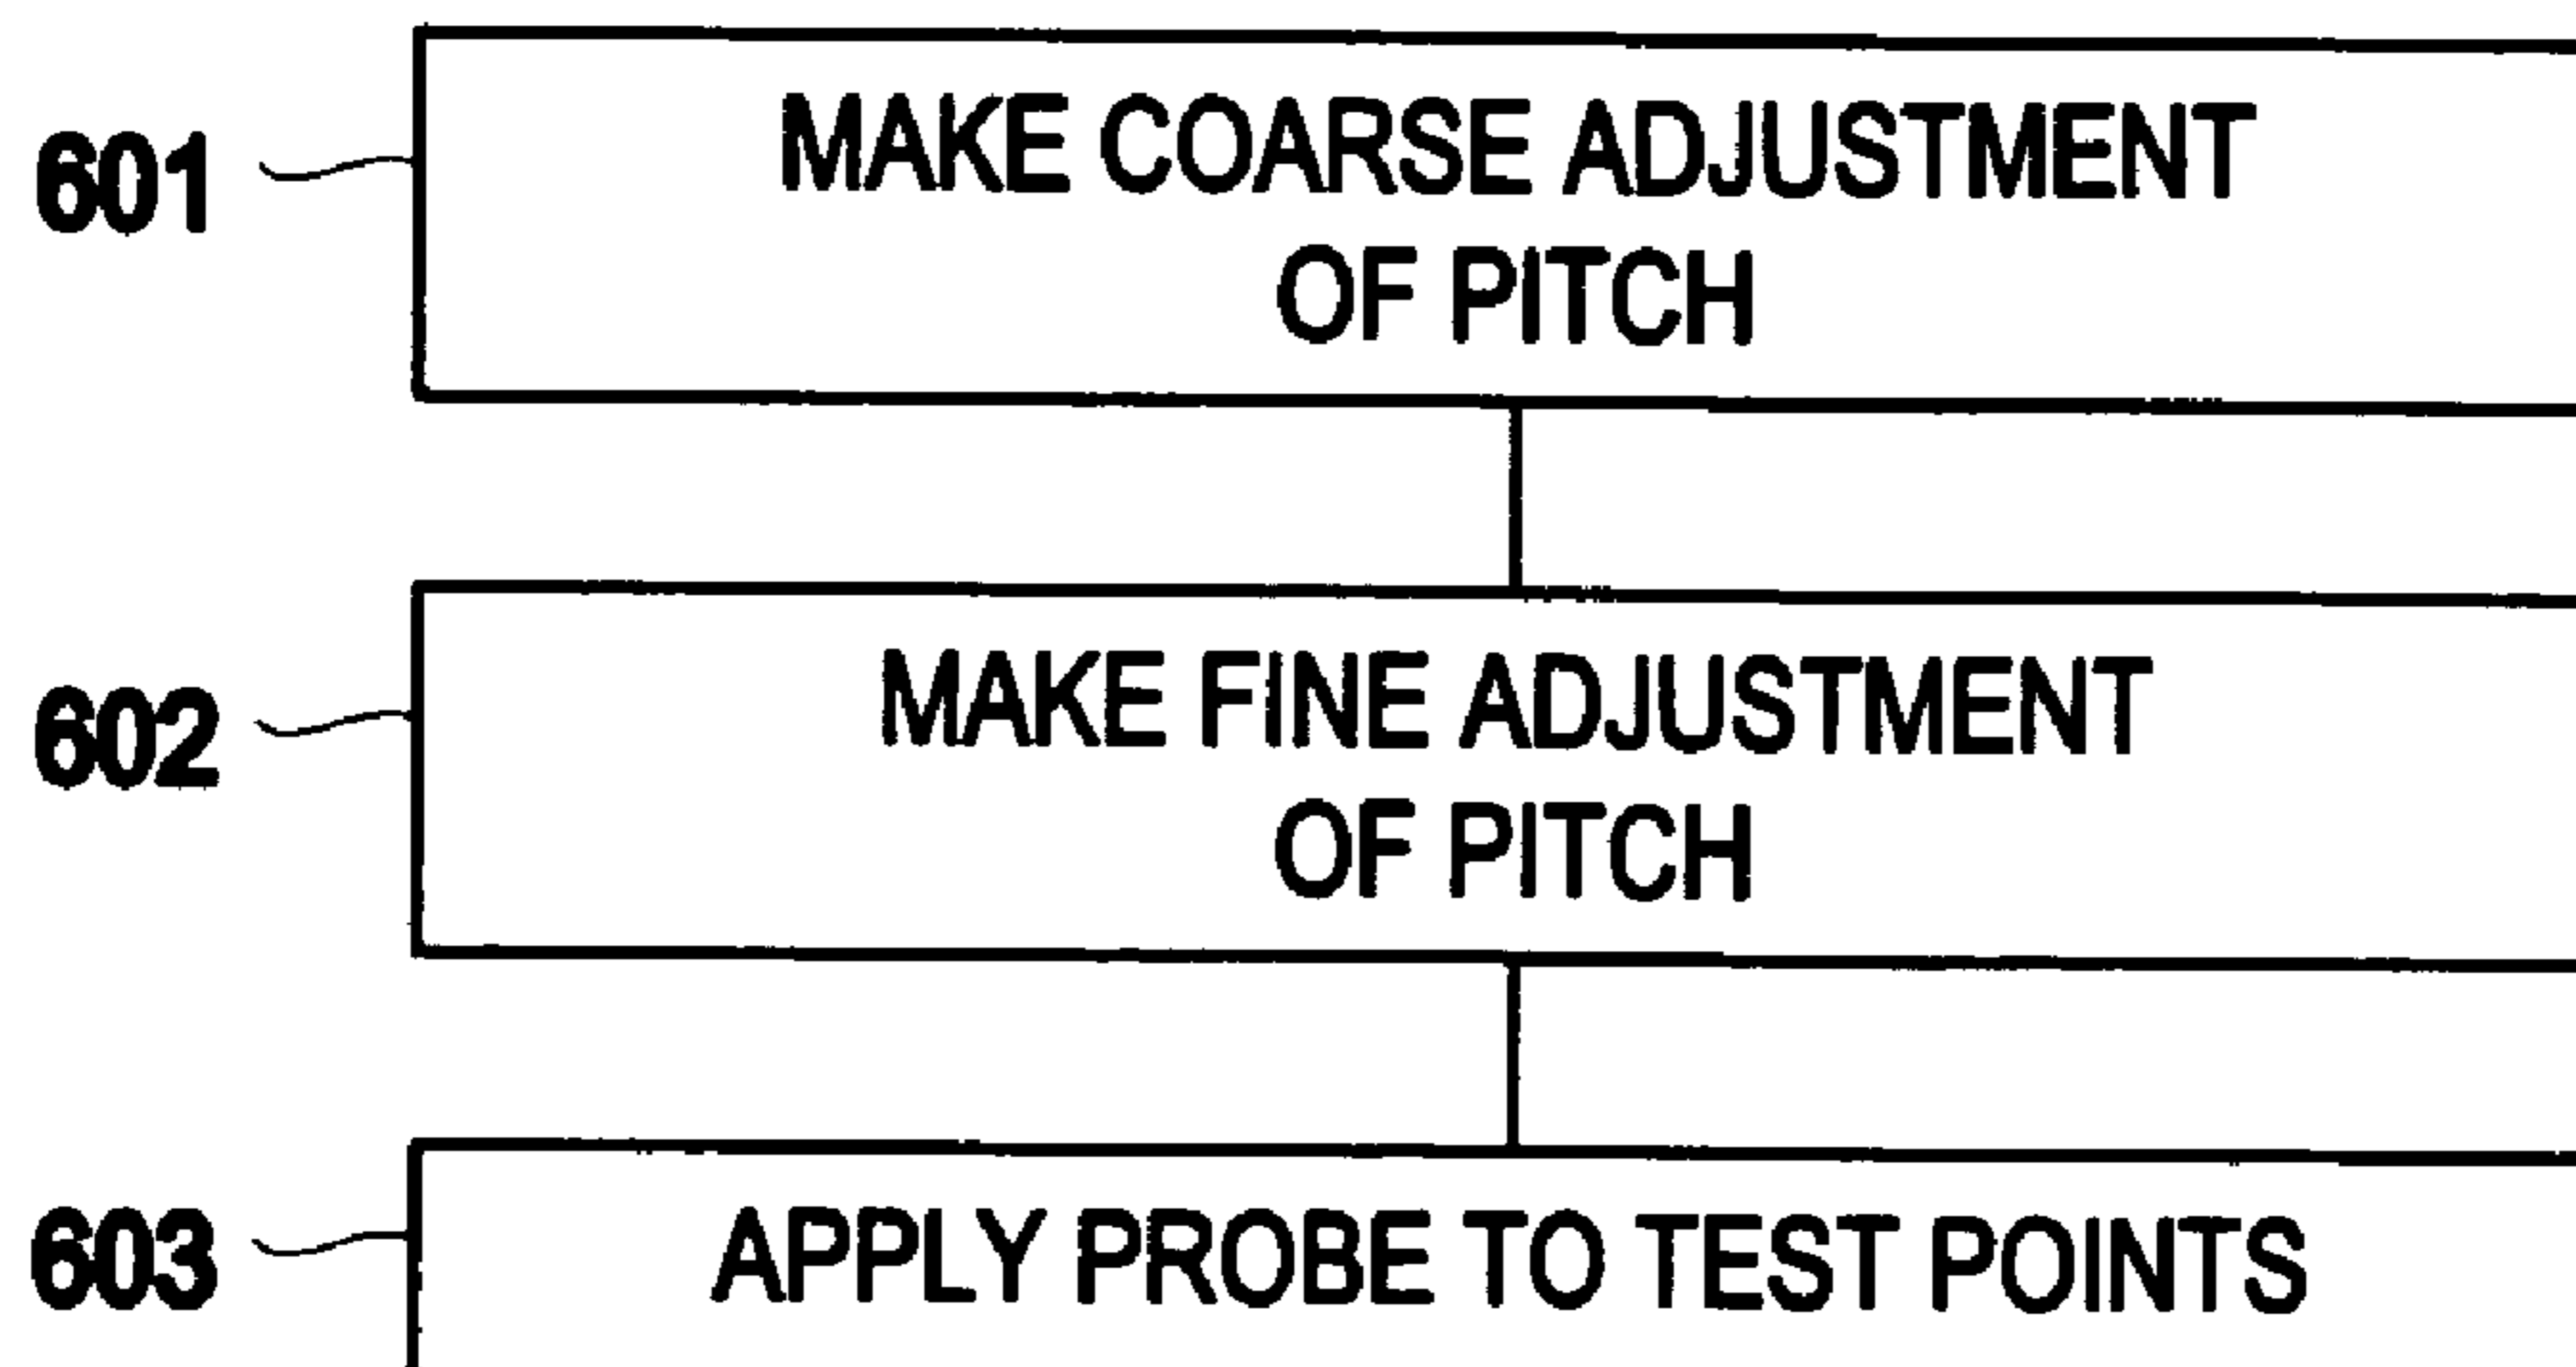 601
MAKE COARSE ADJUSTMENT
OF PITCH
602
MAKE FINE ADJUSTMENT
OF PITCH
603
APPLY PROBE TO TEST POINTS